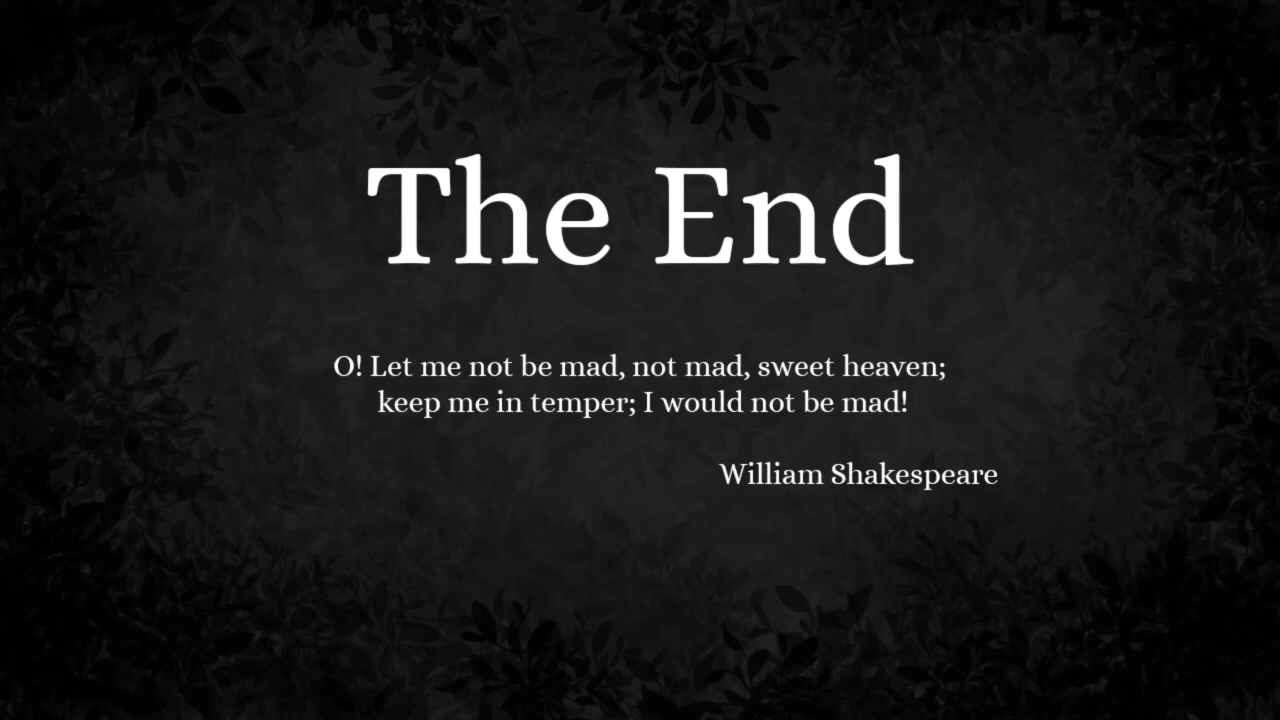 The End
O! Let me not be mad, not mad, sweet heaven;
keep me in temper; I would not be mad!
William Shakespeare